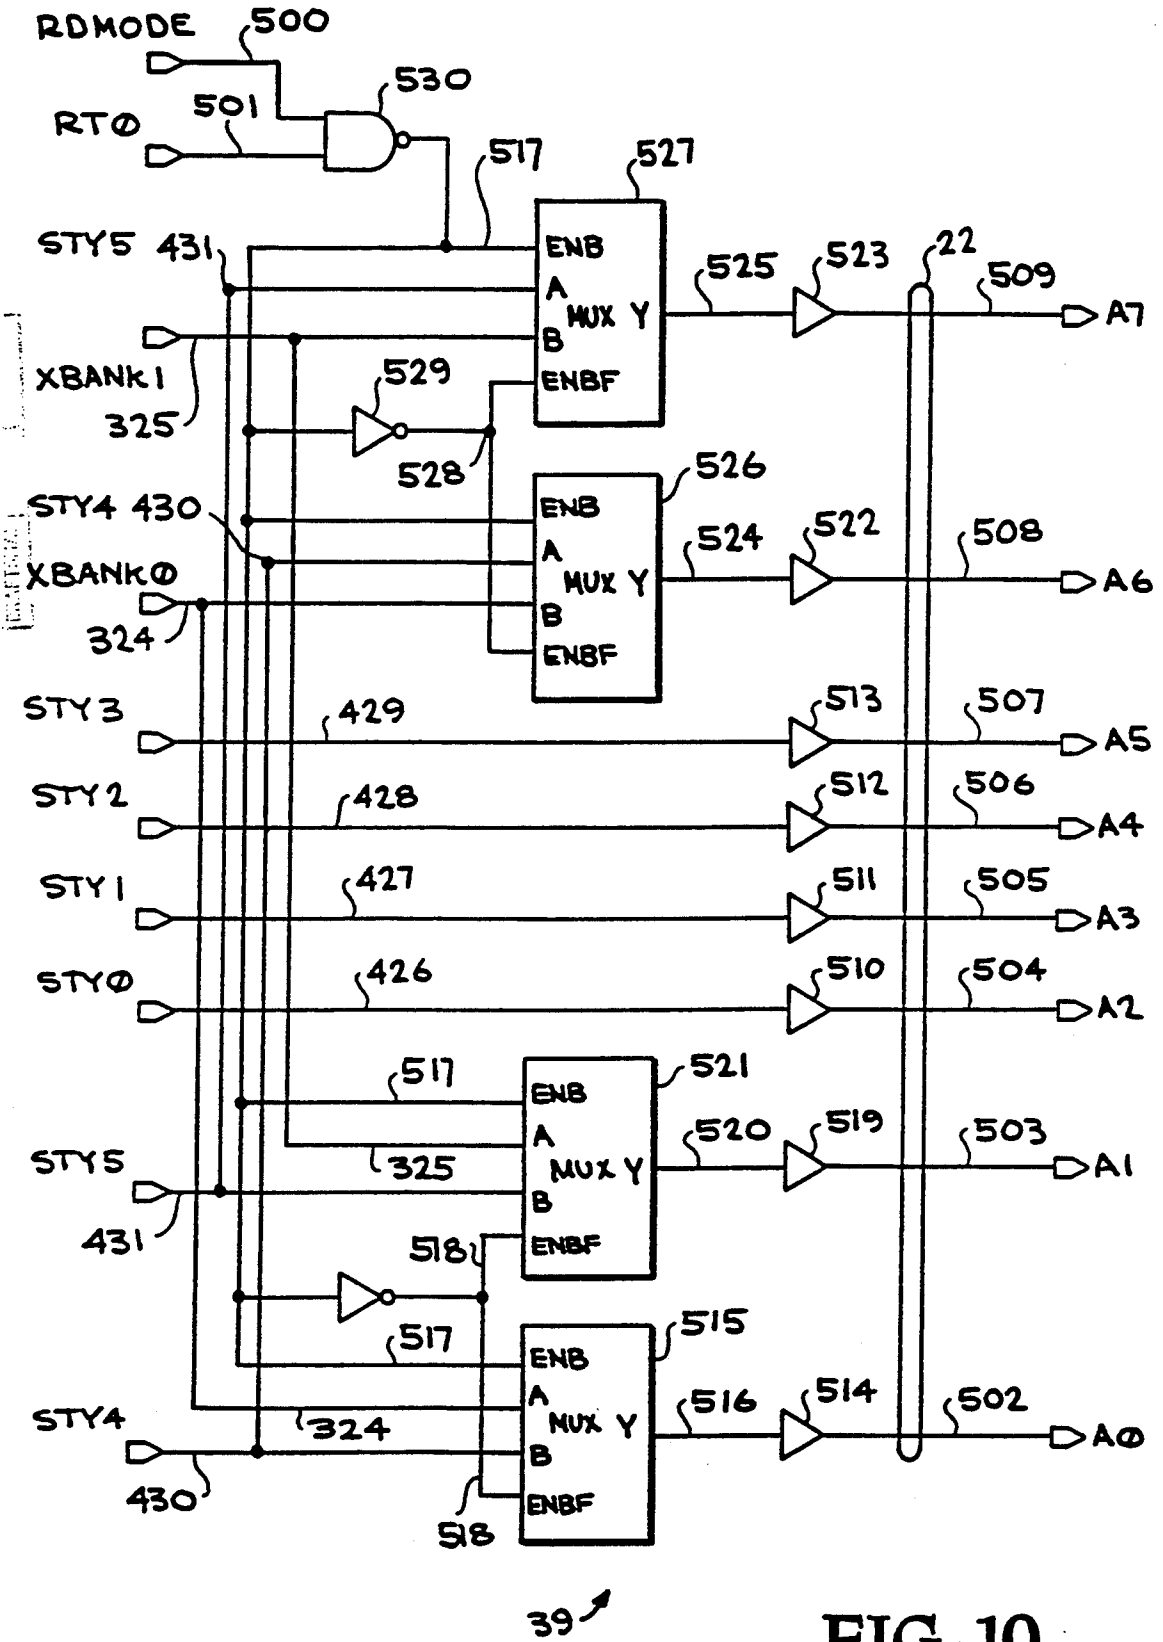 RDMODE 500
530
501
RTØ
517 527
STY5 431
ENB
525 523 22 509
A
MUX Y
A7
B
XBANK1
529 ENBF
325
528
526
STY4 430
ENB
524 522 508
A
XBANKØ
MUX Y
A6
B
324
ENBF
STY3 429 513 507
A5
STY2 428 512 506
A4
STY1 427 511 505
A3
STYØ 426 510 504
A2
517 521
ENB
A
520 519 503
STY5 325
MUX Y
A1
B
431
518 ENBF
517 515
ENB
A
STY4 324
MUX Y
516 514 502
AØ
B
430
518 ENBF
39
FIG. 10